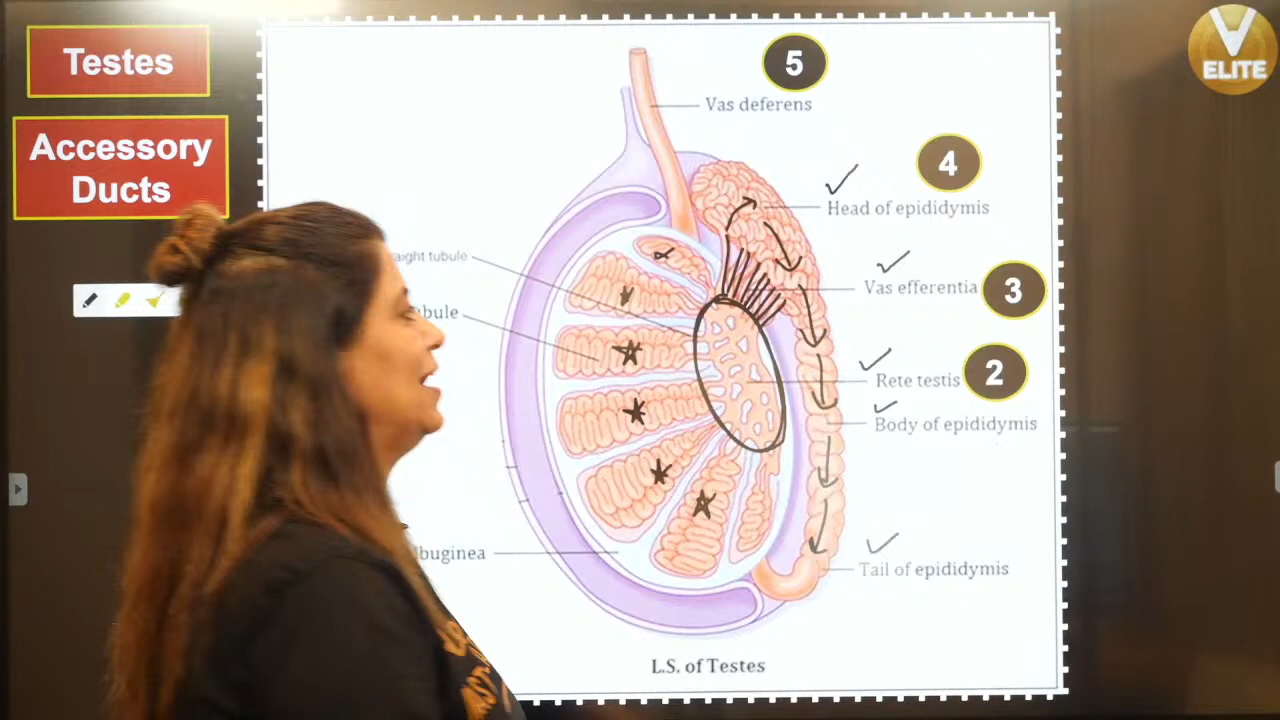 Testes
Accessory
Ducts
V
ELITE
5
Vas deferens
4
Head of epididymis
Vas efferentia
3
tubule
Rete testis
2
Body of epididymis
Tail of epididymis
L.S. of Testes